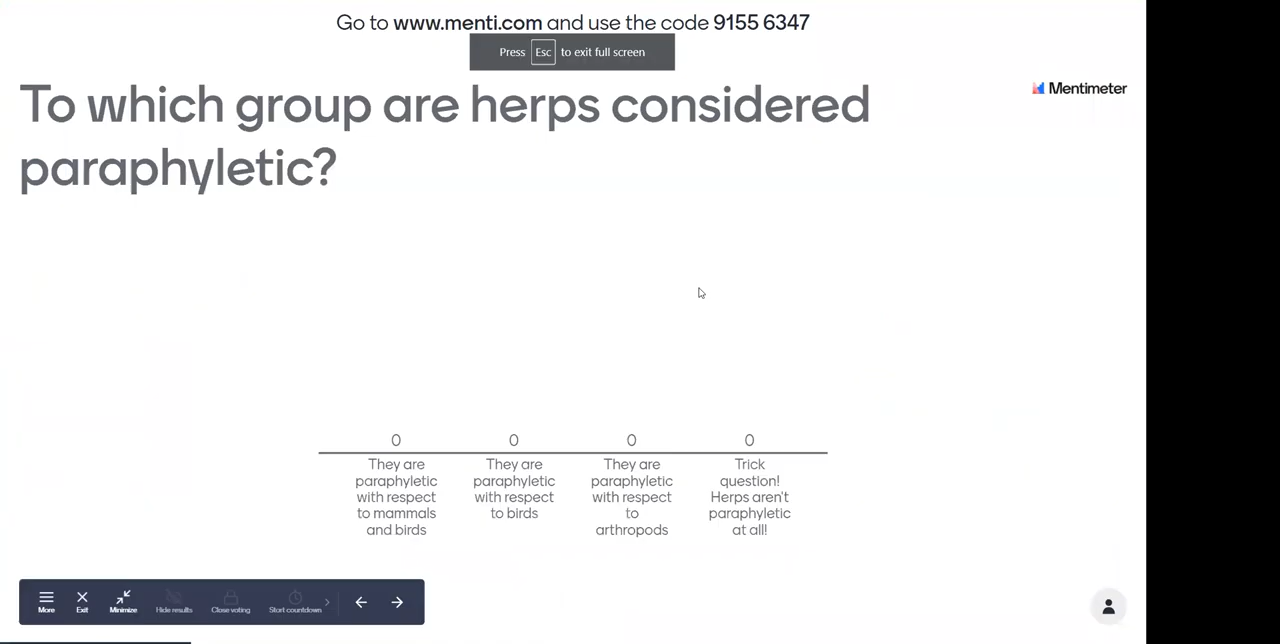 Go to www.menti.com and use the code 9155 6347
Press Esc to exit full screen
To which group are herps considered
paraphyletic?
Mentimeter
0 0 0 0
They are
paraphyletic
with respect
to mammals
and birds
They are
paraphyletic
with respect
to birds
They are
paraphyletic
with respect
to
arthropods
Trick
question!
Herps aren't
paraphyletic
at all!
More Exit Minimize Hide results Close voting Start countdown